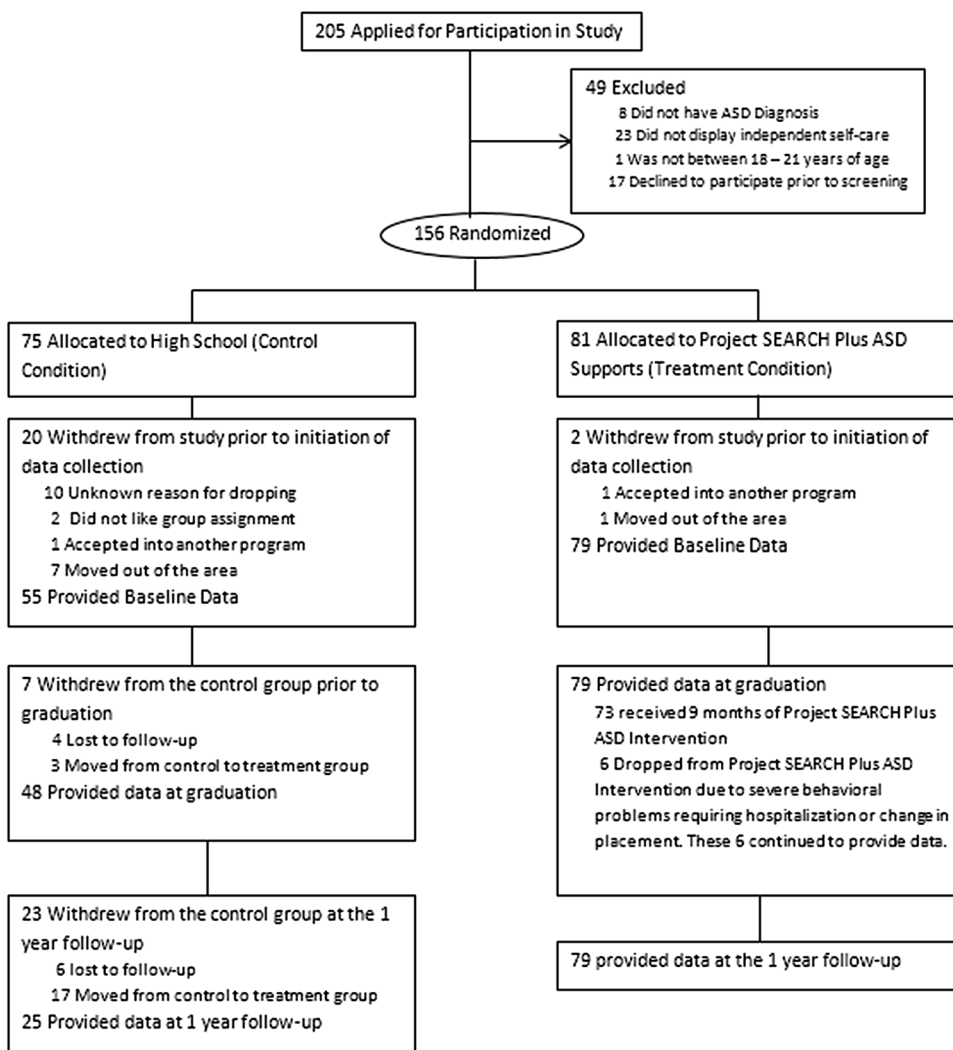 205 Applied for Participation in Study
49 Excluded
8 Did not have ASD Diagnosis
23 Did not display independent self-care
1 Was not between 18 – 21 years of age
17 Declined to participate prior to screening
156 Randomized
75 Allocated to High School (Control
Condition)
81 Allocated to Project SEARCH Plus ASD
Supports (Treatment Condition)
20 Withdrew from study prior to initiation of
data collection
10 Unknown reason for dropping
2 Did not like group assignment
1 Accepted into another program
7 Moved out of the area
55 Provided Baseline Data
2 Withdrew from study prior to initiation of
data collection
1 Accepted into another program
1 Moved out of the area
79 Provided Baseline Data
7 Withdrew from the control group prior to
graduation
4 Lost to follow-up
3 Moved from control to treatment group
48 Provided data at graduation
79 Provided data at graduation
73 received 9 months of Project SEARCH Plus
ASD Intervention
6 Dropped from Project SEARCH Plus ASD
Intervention due to severe behavioral
problems requiring hospitalization or change in
placement. These 6 continued to provide data.
23 Withdrew from the control group at the 1
year follow-up
6 lost to follow-up
17 Moved from control to treatment group
25 Provided data at 1 year follow-up
79 provided data at the 1 year follow-up